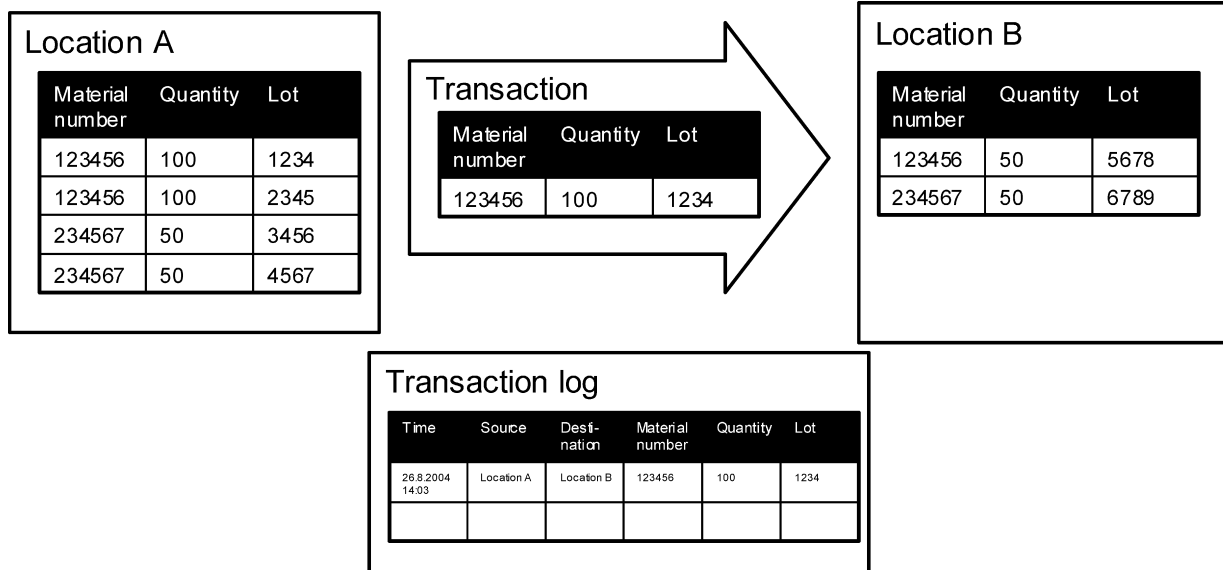 Location A
Material Quantity Lot
number
123456 100 1234
123456 100 2345
234567 50 3456
234567 50 4567
Transaction
Material Quantity Lot
number
123456 100 1234
Location B
Material Quantity Lot
number
123456 50 5678
234567 50 6789
Transaction log
Time Source Desti- Material Quantity Lot
nation number
26.8.2004 Location A Location B 123456 100 1234
14:03